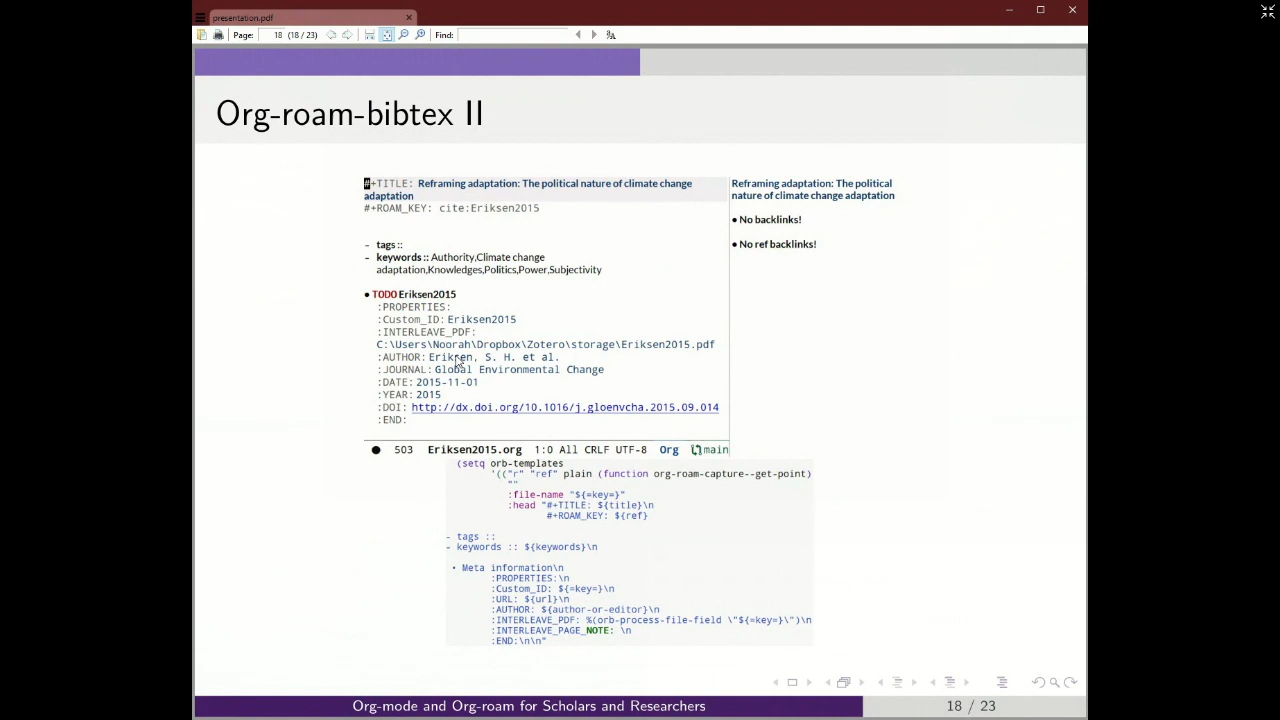 presentation.pdf
Page: 18 (18 / 23) Find:
Org-roam-bibtex II
#+TITLE: Reframing adaptation: The political nature of climate change
adaptation
#+ROAM_KEY: cite:Eriksen2015
- tags ::
- keywords :: Authority,Climate change
adaptation,Knowledges,Politics,Power,Subjectivity
• TODO Eriksen2015
:PROPERTIES:
:Custom_ID: Eriksen2015
:INTERLEAVE_PDF:
C:\Users\Noorah\Dropbox\Zotero\storage\Eriksen2015.pdf
:AUTHOR: Eriksen, S. H. et al.
:JOURNAL: Global Environmental Change
:DATE: 2015-11-01
:YEAR: 2015
:DOI: http://dx.doi.org/10.1016/j.gloenvcha.2015.09.014
:END:
● 503 Eriksen2015.org 1:0 All CRLF UTF-8 Org main
Reframing adaptation: The political
nature of climate change adaptation
• No backlinks!
• No ref backlinks!
(setq orb-templates
'(("r" "ref" plain (function org-roam-capture--get-point)
""
:file-name "${=key=}"
:head "#+TITLE: ${title}\n
#+ROAM_KEY: ${ref}
- tags ::
- keywords :: ${keywords}\n
• Meta information\n
:PROPERTIES:\n
:Custom_ID: ${=key=}\n
:URL: ${url}\n
:AUTHOR: ${author-or-editor}\n
:INTERLEAVE_PDF: %(orb-process-file-field \"${=key=}\")\n
:INTERLEAVE_PAGE_NOTE: \n
:END:\n\n"
Org-mode and Org-roam for Scholars and Researchers
18 / 23